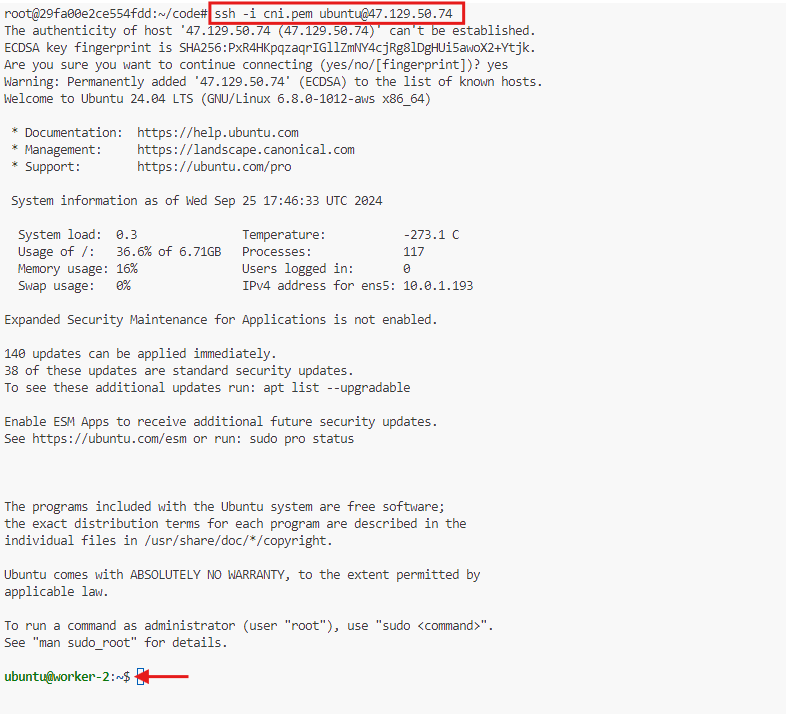 root@29fa00e2ce554fdd:~/code# ssh -i cni.pem ubuntu@47.129.50.74
The authenticity of host '47.129.50.74 (47.129.50.74)' can't be established.
ECDSA key fingerprint is SHA256:PxR4HKpqzaqrIGllZmNY4cjRg8lDgHUi5awoX2+Ytjk.
Are you sure you want to continue connecting (yes/no/[fingerprint])? yes
Warning: Permanently added '47.129.50.74' (ECDSA) to the list of known hosts.
Welcome to Ubuntu 24.04 LTS (GNU/Linux 6.8.0-1012-aws x86_64)

 * Documentation:  https://help.ubuntu.com
 * Management:     https://landscape.canonical.com
 * Support:        https://ubuntu.com/pro

 System information as of Wed Sep 25 17:46:33 UTC 2024

  System load:  0.3               Temperature:           -273.1 C
  Usage of /:   36.6% of 6.71GB   Processes:             117
  Memory usage: 16%               Users logged in:       0
  Swap usage:   0%                IPv4 address for ens5: 10.0.1.193

Expanded Security Maintenance for Applications is not enabled.

140 updates can be applied immediately.
38 of these updates are standard security updates.
To see these additional updates run: apt list --upgradable

Enable ESM Apps to receive additional future security updates.
See https://ubuntu.com/esm or run: sudo pro status

The programs included with the Ubuntu system are free software;
the exact distribution terms for each program are described in the
individual files in /usr/share/doc/*/copyright.

Ubuntu comes with ABSOLUTELY NO WARRANTY, to the extent permitted by
applicable law.

To run a command as administrator (user "root"), use "sudo <command>".
See "man sudo_root" for details.

ubuntu@worker-2:~$